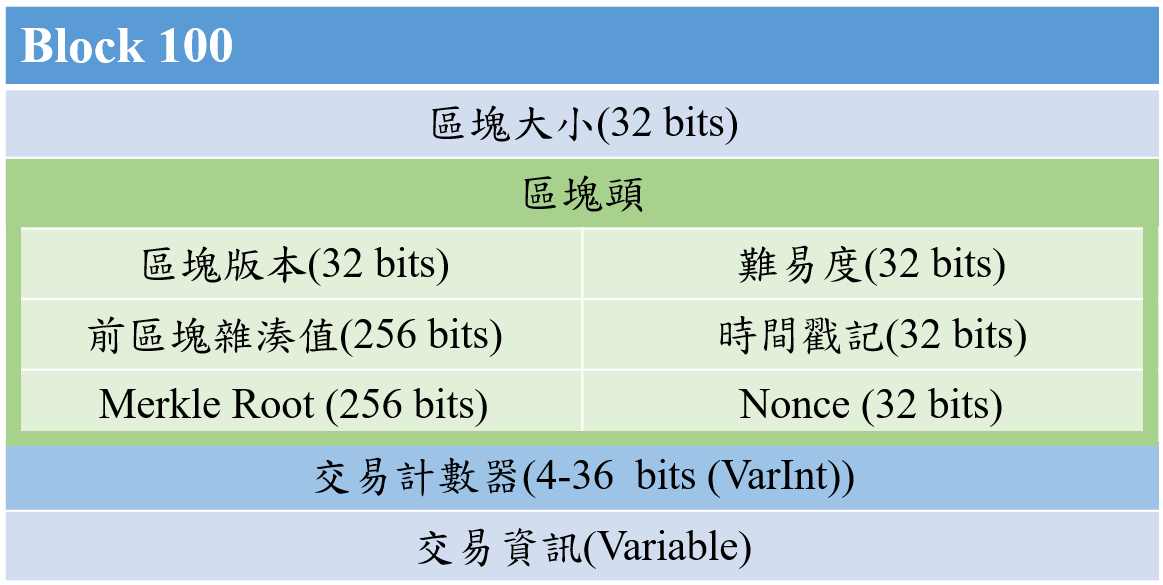 Block 100
區塊大小(32 bits)
區塊頭
區塊版本(32 bits)
難易度(32 bits)
前區塊雜湊值(256 bits)
時間戳記(32 bits)
Merkle Root (256 bits)
Nonce (32 bits)
交易計數器(4-36  bits (VarInt))
交易資訊(Variable)